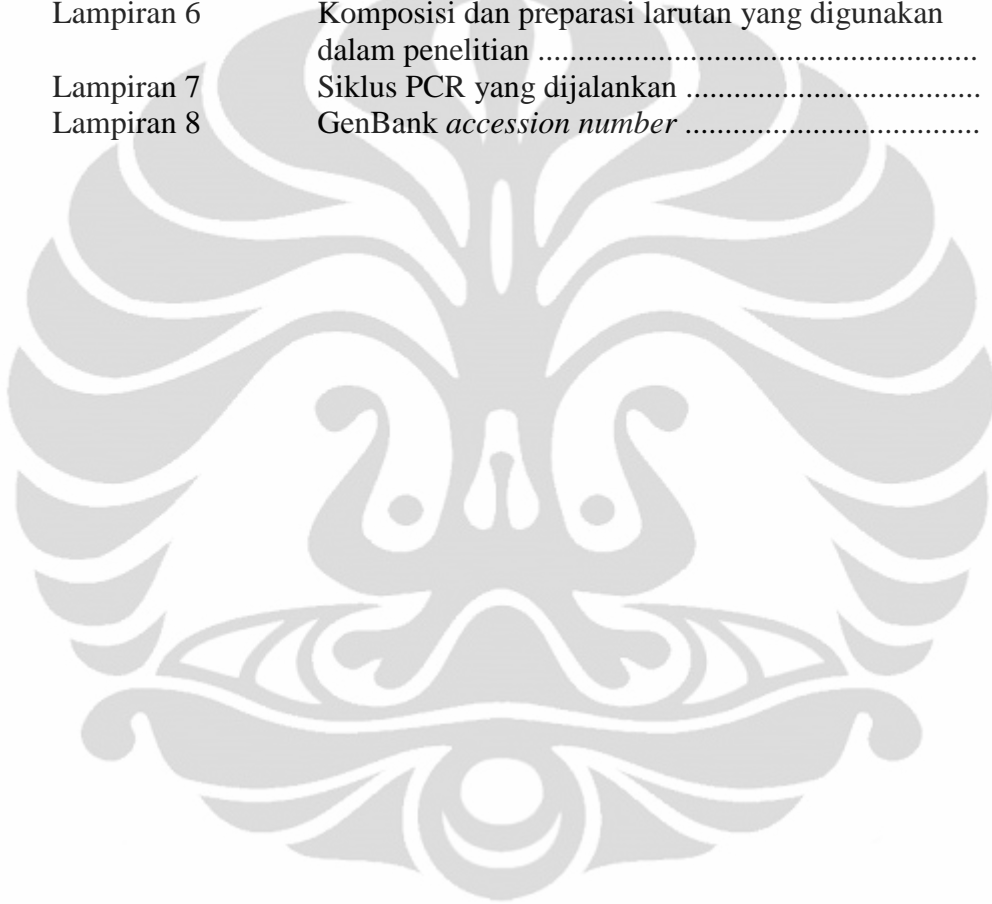 Lampiran 6 Komposisi dan preparasi larutan yang digunakan
dalam penelitian ........................................................
Lampiran 7 Siklus PCR yang dijalankan .....................................
Lampiran 8 GenBank accession number .....................................